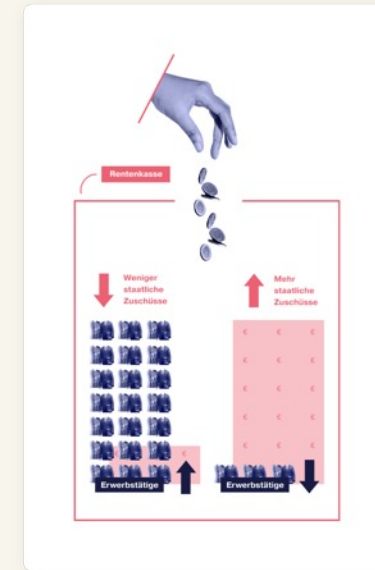 Rentenkasse
Weniger
staatliche
Zuschüsse
Mehr
staatliche
Zuschüsse
€ € €
€ € €
€ € €
€ € €
€ € €
€
Erwerbstätige
Erwerbstätige